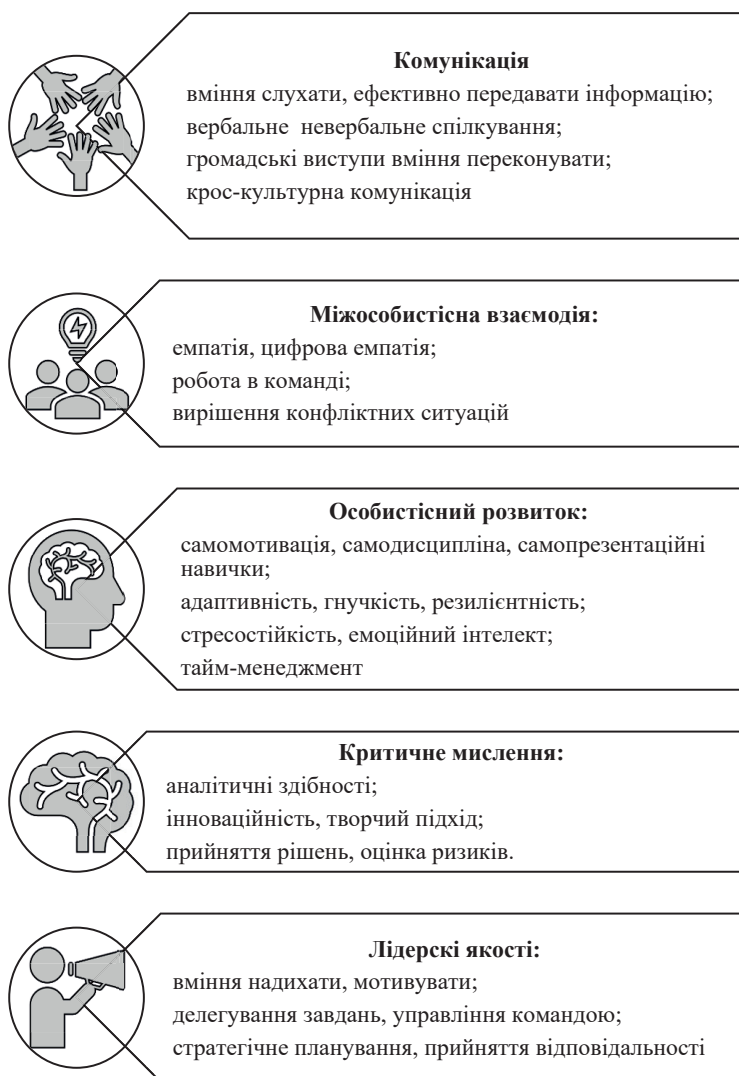 Комунікація
вміння слухати, ефективно передавати інформацію;
вербальне невербальне спілкування;
громадські виступи вміння переконувати;
крос-культурна комунікація
Міжособистісна взаємодія:
емпатія, цифрова емпатія;
робота в команді;
вирішення конфліктних ситуацій
Особистісний розвиток:
самомотивація, самодисципліна, самопрезентаційні
навички;
адаптивність, гнучкість, резилієнтність;
стресостійкість, емоційний інтелект;
тайм-менеджмент
Критичне мислення:
аналітичні здібності;
інноваційність, творчий підхід;
прийняття рішень, оцінка ризиків.
Лідерскі якості:
вміння надихати, мотивувати;
делегування завдань, управління командою;
стратегічне планування, прийняття відповідальності